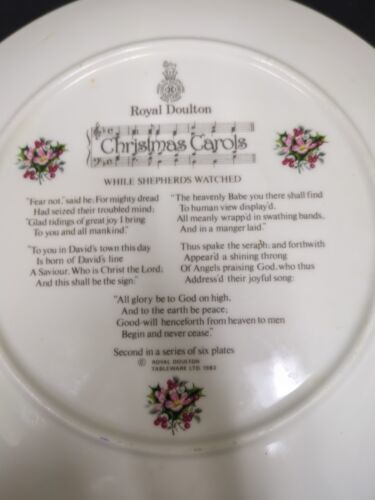 Royal Doulton
Christmas Carols
WHILE SHEPHERDS WATCHED
"Fear not," said he; For mighty dread
Had seized their troubled mind;
"Glad tidings of great joy I bring
To you and all mankind."
"To you in David's town this day
Is born of David's line
A Saviour, Who is Christ the Lord;
And this shall be the sign:"
"The heavenly Babe you there shall find
To human view display'd,
All meanly wrapp'd in swathing bands,
And in a manger laid."
Thus spake the seraph: and forthwith
Appear'd a shining throng
Of Angels praising God, who thus
Address'd their joyful song:
"All glory be to God on high,
And to the earth be peace;
Good-will henceforth from heaven to men
Begin and never cease."
Second in a series of six plates
© ROYAL DOULTON
TABLEWARE LTD. 1983